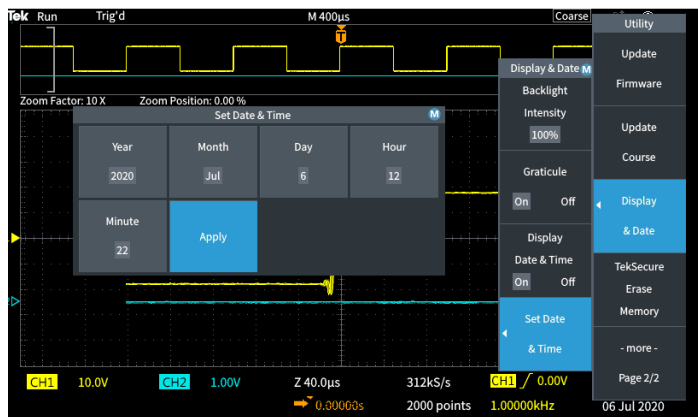 Tek Run Trig'd M 400µs Coarse
T
Zoom Factor: 10 X Zoom Position: 0.00 %
Set Date & Time M
Year
2020
Month
Jul
Day
6
Hour
12
Minute
22
Apply
Display & Date M
Backlight
Intensity
100%
Graticule
On Off
Display
Date & Time
On Off
Set Date
& Time
Utility
Update
Firmware
Update
Course
Display
& Date
TekSecure
Erase
Memory
- more -
Page 2/2
CH1 10.0V CH2 1.00V Z 40.0µs 312kS/s CH1 0.00V
0.00000s 2000 points 1.00000kHz 06 Jul 2020